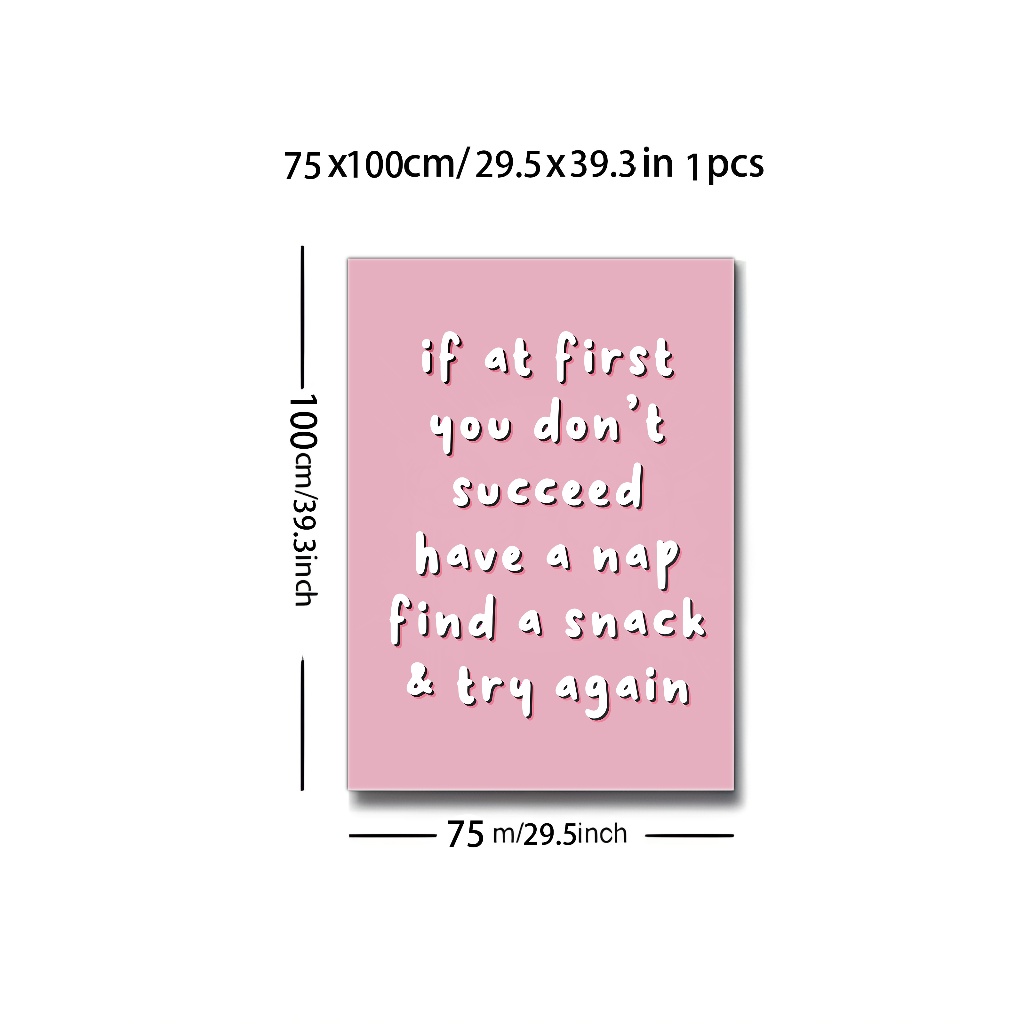 75x100cm/29.5x39.3in 1pcs
100cm/39.3inch
if at first
you don't
succeed
have a nap
find a snack
& try again
75 m/29.5inch